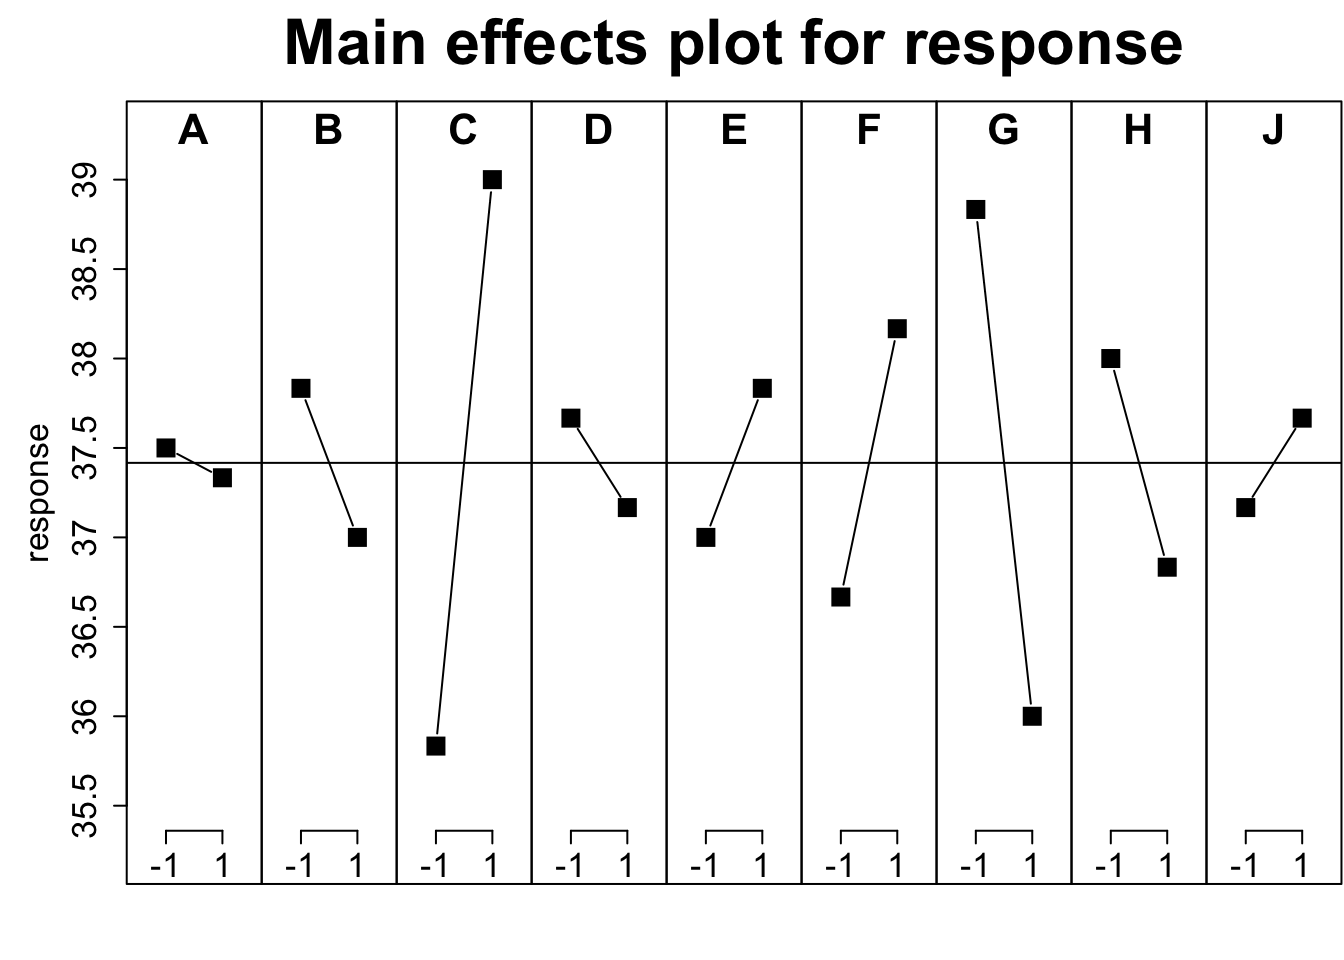 Main effects plot for response
A B C D E F G H J
39
38.5
38
37.5
37
36.5
36
35.5
response
-1 1 -1 1 -1 1 -1 1 -1 1 -1 1 -1 1 -1 1 -1 1